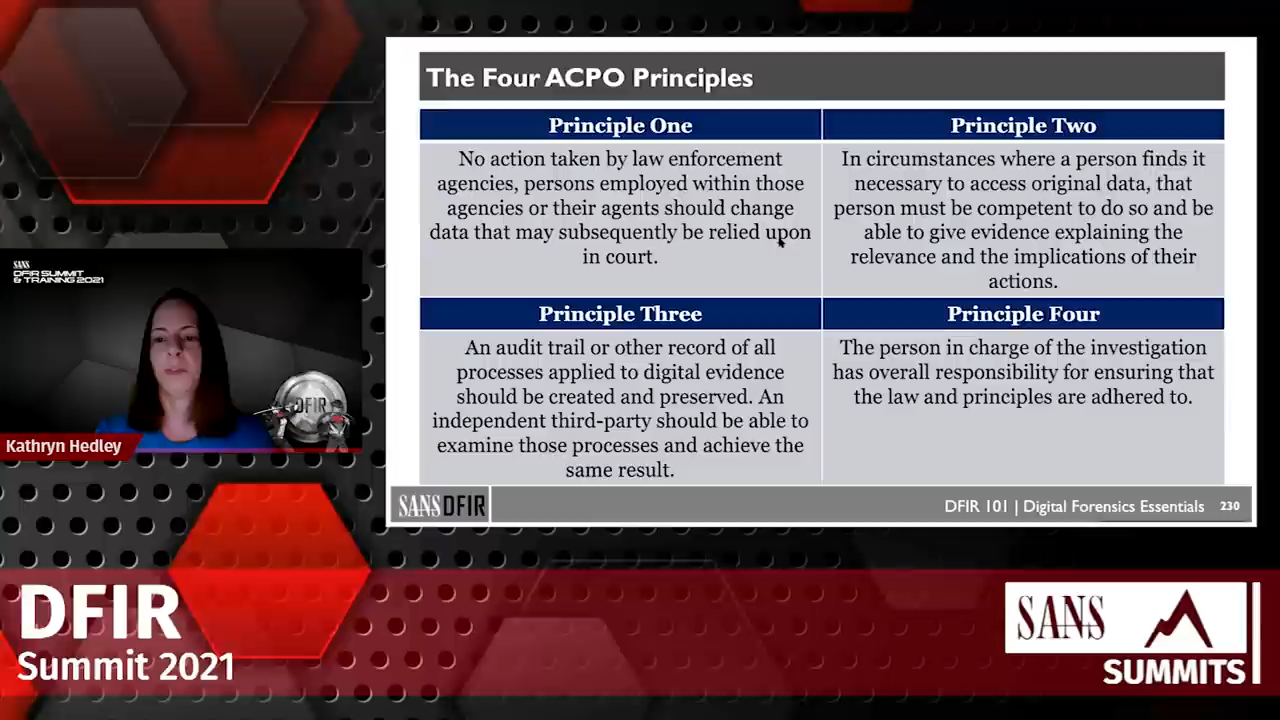 The Four ACPO Principles
Principle One
No action taken by law enforcement
agencies, persons employed within those
agencies or their agents should change
data that may subsequently be relied upon
in court.
Principle Two
In circumstances where a person finds it
necessary to access original data, that
person must be competent to do so and be
able to give evidence explaining the
relevance and the implications of their
actions.
Principle Three
An audit trail or other record of all
processes applied to digital evidence
should be created and preserved. An
independent third-party should be able to
examine those processes and achieve the
same result.
Principle Four
The person in charge of the investigation
has overall responsibility for ensuring that
the law and principles are adhered to.
SANS DFIR
DFIR 101 | Digital Forensics Essentials 230
SANS
DFIR SUMMIT
& TRAINING 2021
DFIR
Kathryn Hedley
DFIR
Summit 2021
SANS
SUMMITS